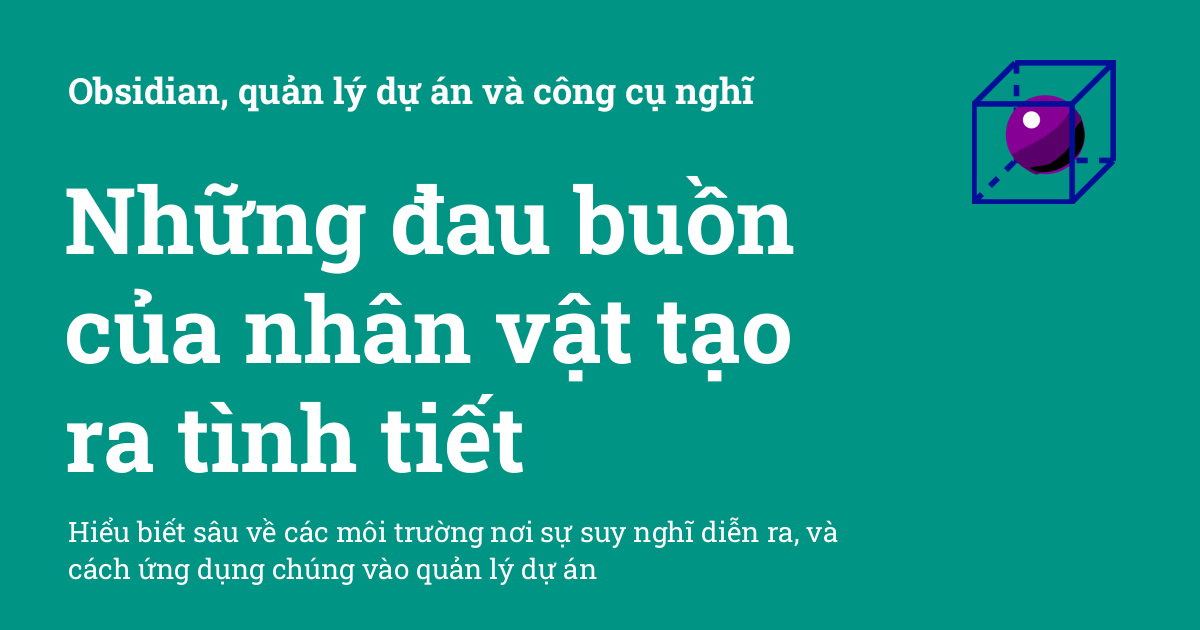 Obsidian, quản lý dự án và công cụ nghĩ
Những đau buồn
của nhân vật tạo
ra tình tiết
Hiểu biết sâu về các môi trường nơi sự suy nghĩ diễn ra, và
cách ứng dụng chúng vào quản lý dự án